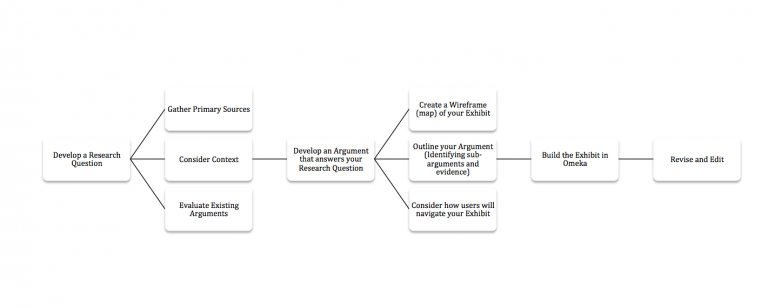 Develop a Research
Question
Gather Primary Sources
Consider Context
Evaluate Existing
Arguments
Develop an Argument
that answers your
Research Question
Create a Wireframe
(map) of your Exhibit
Outline your Argument
(Identifying sub-
arguments and
evidence)
Consider how users will
navigate your Exhibit
Build the Exhibit in
Omeka
Revise and Edit